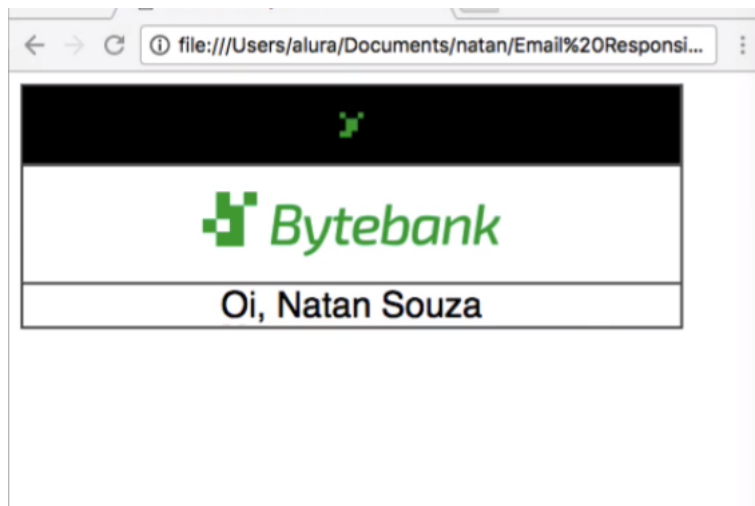 file:///Users/alura/Documents/natan/Email%20Responsi...
Bytebank
Oi, Natan Souza